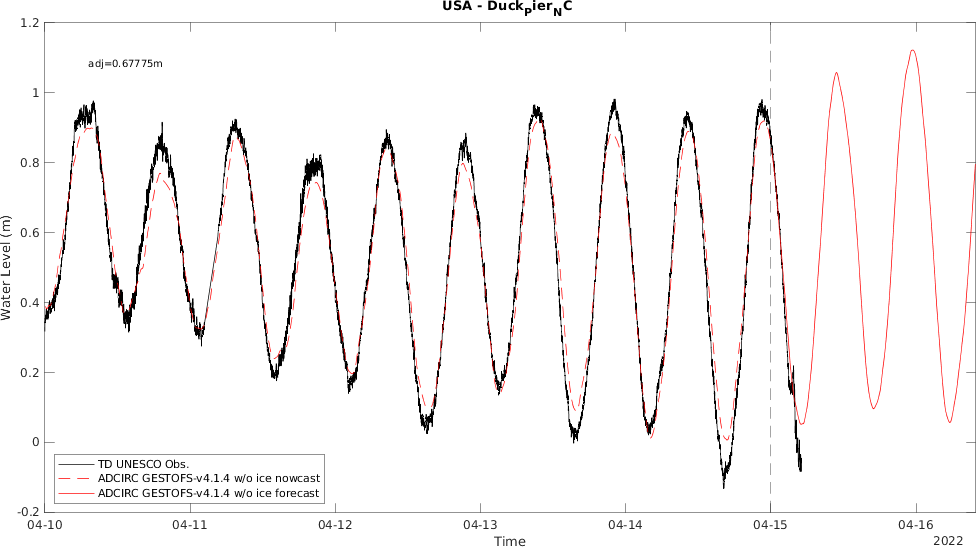 USA - Duck_Pier_NC
adj=0.67775m
Water Level (m)
1.2
1
0.8
0.6
0.4
0.2
0
-0.2
TD UNESCO Obs.
ADCIRC GESTOFS-v4.1.4 w/o ice nowcast
ADCIRC GESTOFS-v4.1.4 w/o ice forecast
04-10 04-11 04-12 04-13 04-14 04-15 04-16
Time
2022